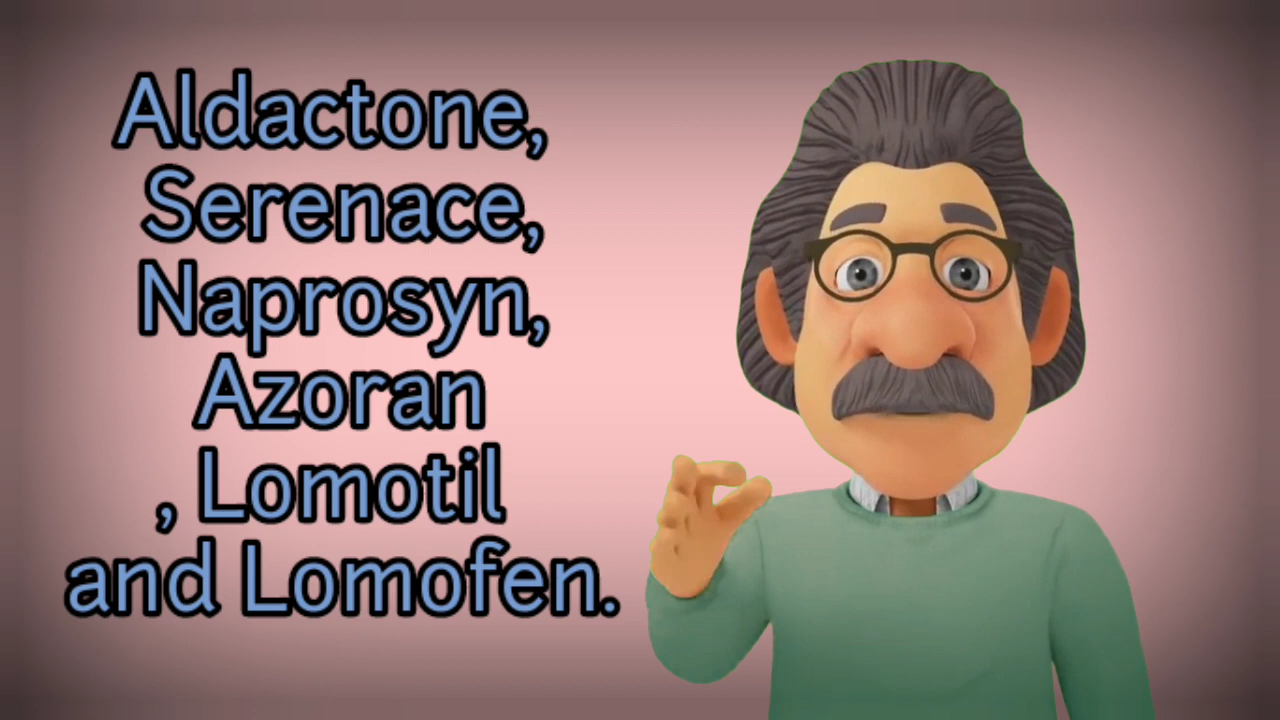 Aldactone,
Serenace,
Naprosyn,
Azoran
, Lomotil
and Lomofen.